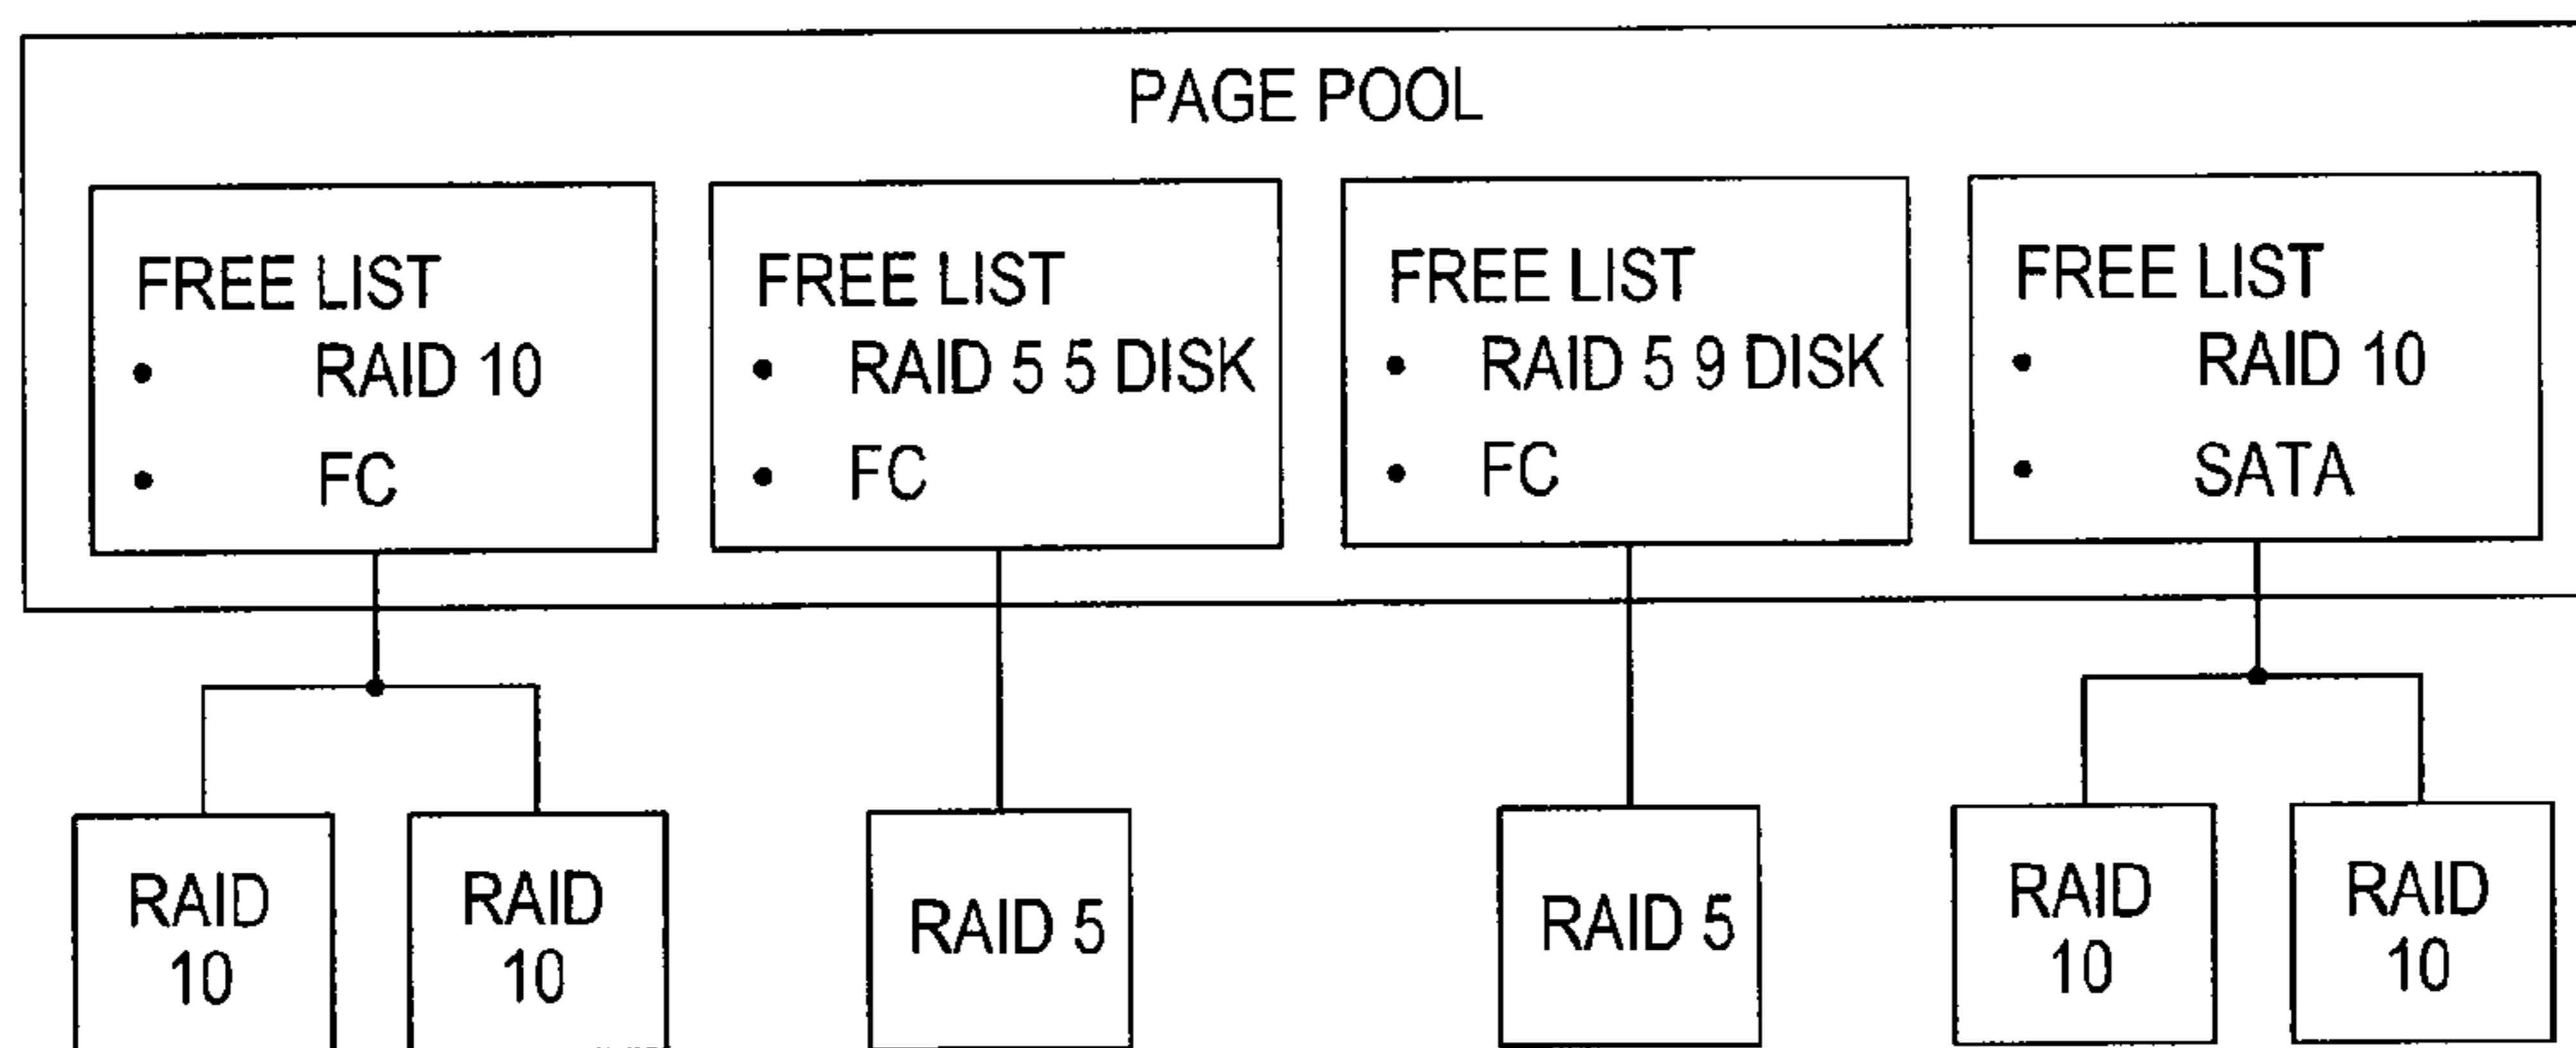 PAGE POOL
FREE LIST
• RAID 10
• FC
FREE LIST
• RAID 5 5 DISK
• FC
FREE LIST
• RAID 5 9 DISK
• FC
FREE LIST
• RAID 10
• SATA
RAID
10
RAID
10
RAID 5
RAID 5
RAID
10
RAID
10